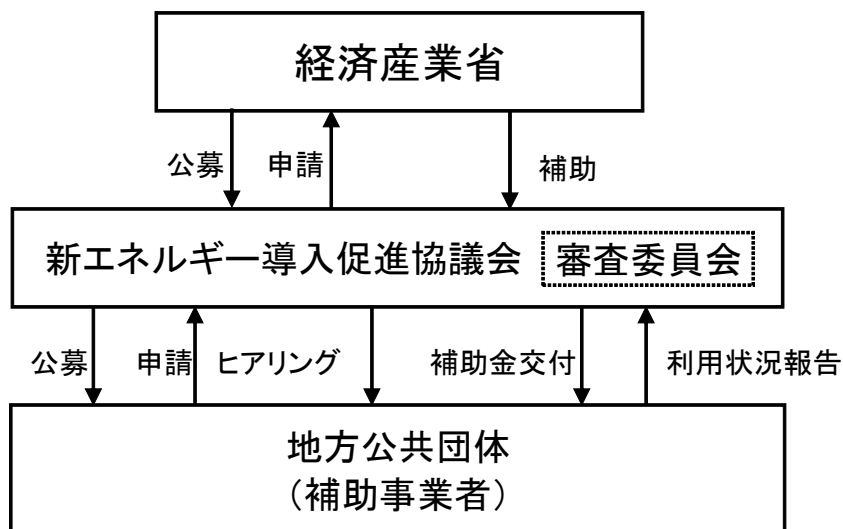 経済産業省
公募
申請
補助
新エネルギー導入促進協議会
審査委員会
公募
申請
ヒアリング
補助金交付
利用状況報告
地方公共団体
（補助事業者）